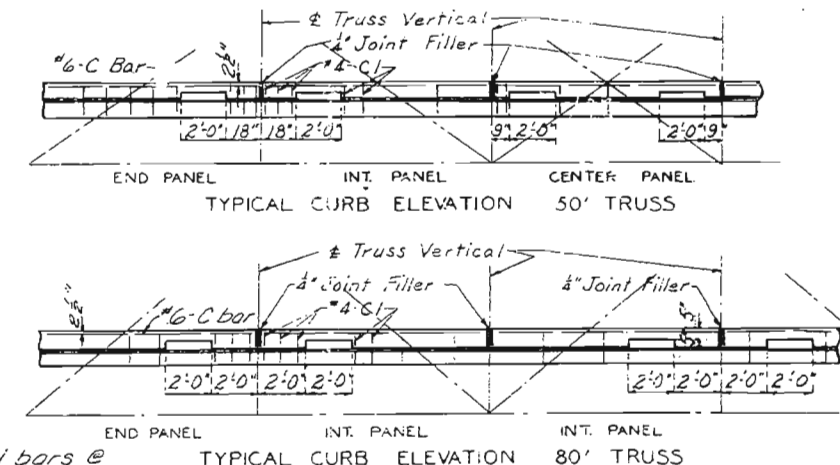 ℄ Truss Vertical
¼" Joint Filler
#6-C Bar
2½"
#4-C1
2'-0" 18" 18" 2'-0" 9" 2'-0" 2'-0" 9"
END PANEL INT. PANEL CENTER PANEL
TYPICAL CURB ELEVATION 50' TRUSS
℄ Truss Vertical
¼" Joint Filler ¼" Joint Filler
#6-C bar #4-C1
2½"
2'-0" 2'-0" 2'-0" 2'-0" 2'-0" 2'-0" 2'-0" 2'-0"
END PANEL INT. PANEL INT. PANEL
bars @ TYPICAL CURB ELEVATION 80' TRUSS